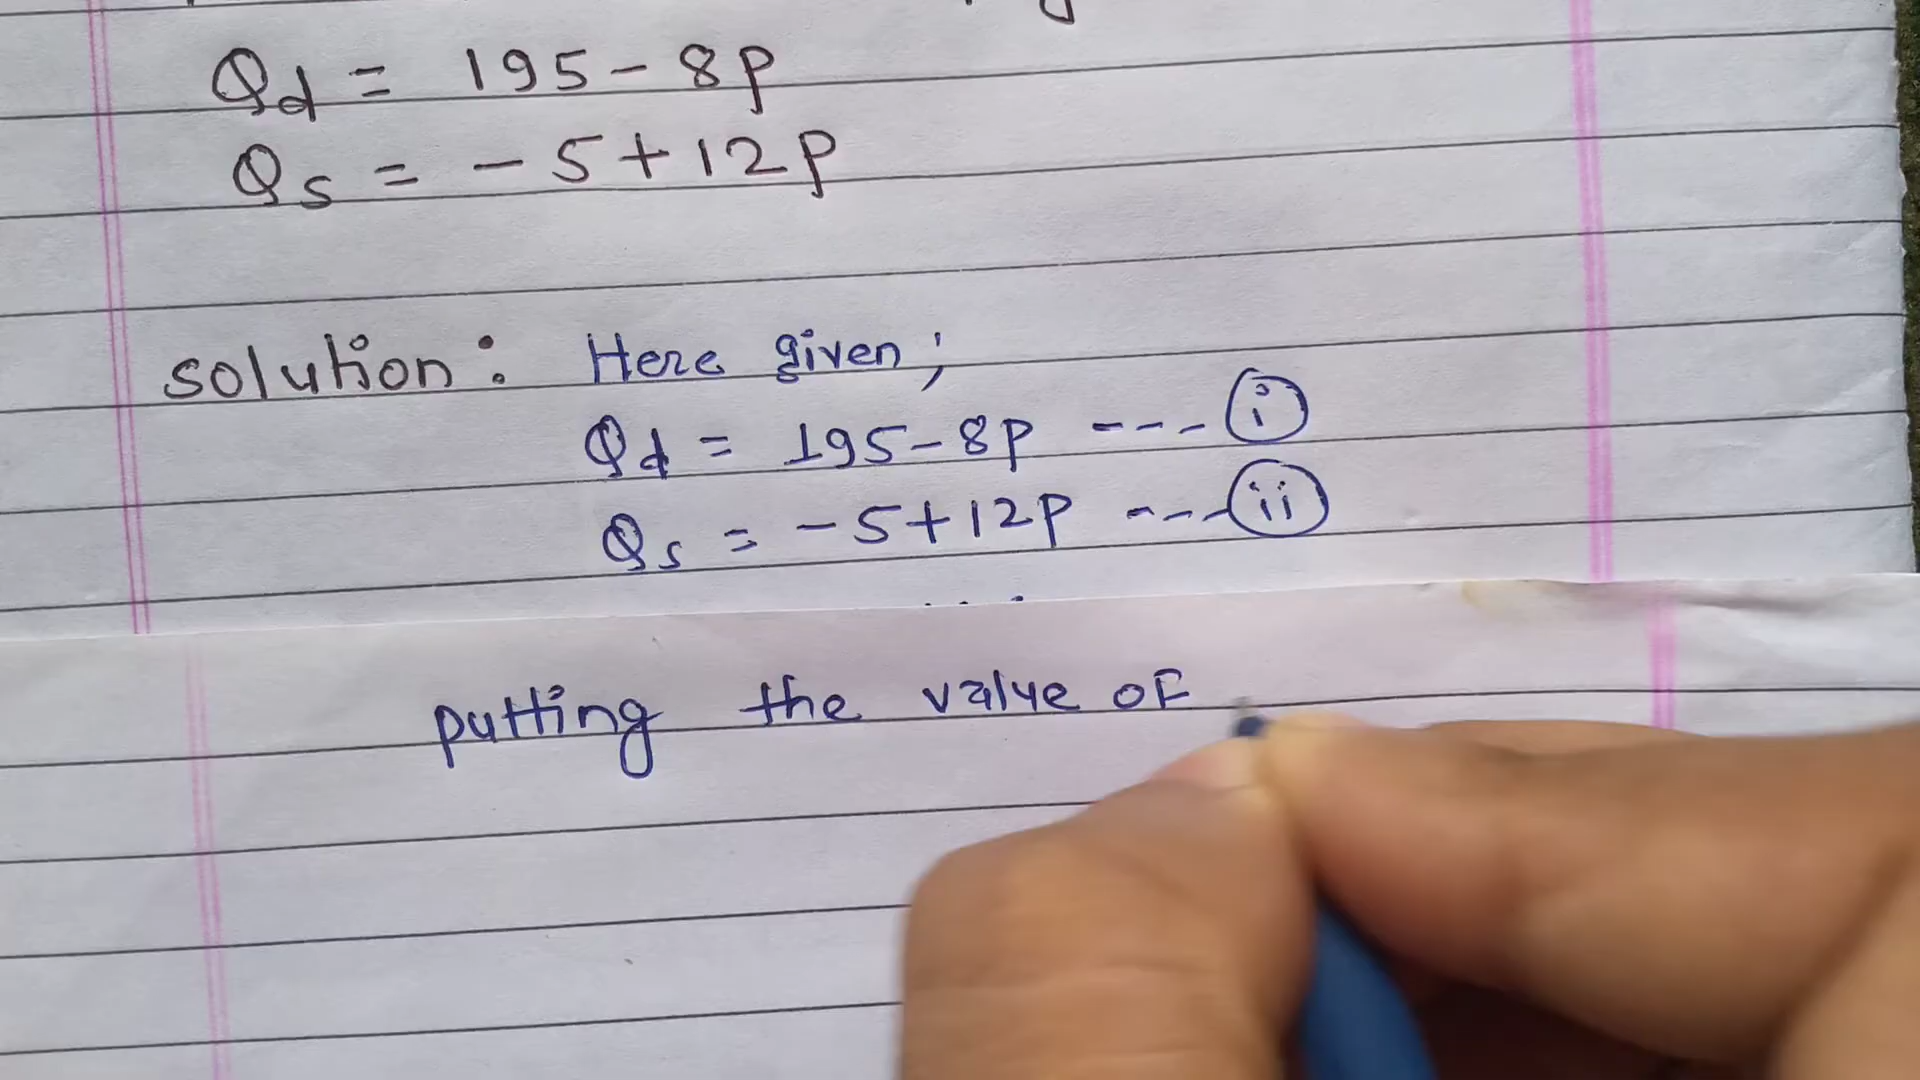 Qd = 195-8p
Qs = -5+12p
solution: Here given;
Qd = 195-8p ---- (i)
Qs = -5+12p ---(ii)
putting the value of